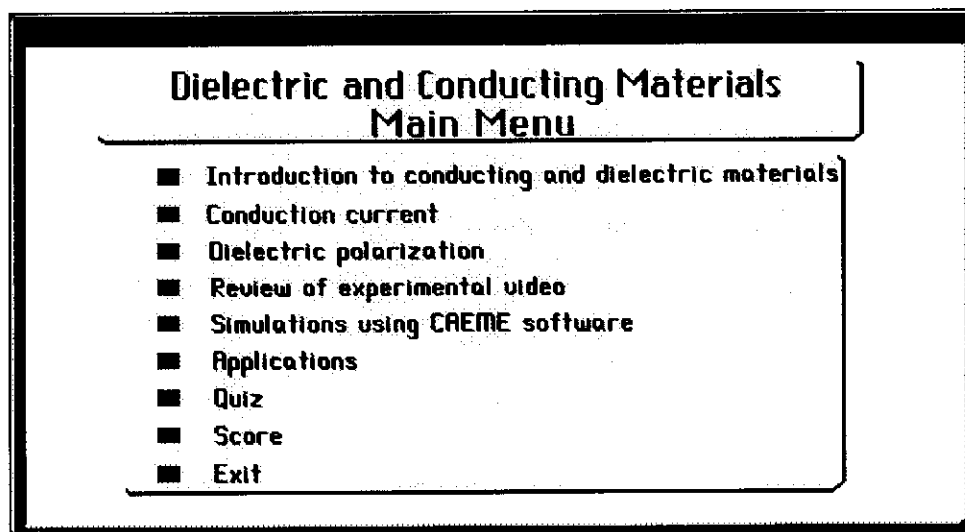 Dielectric and Conducting Materials
Main Menu
Introduction to conducting and dielectric materials
Conduction current
Dielectric polarization
Review of experimental video
Simulations using CAEME software
Applications
Quiz
Score
Exit